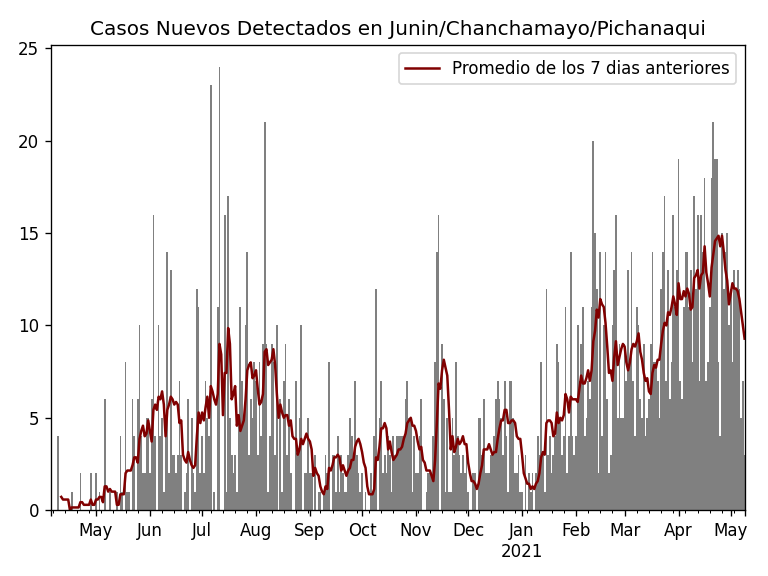 Casos Nuevos Detectados en Junin/Chanchamayo/Pichanaqui
Promedio de los 7 dias anteriores
25
20
15
10
5
0
May Jun Jul Aug Sep Oct Nov Dec Jan Feb Mar Apr May
2021